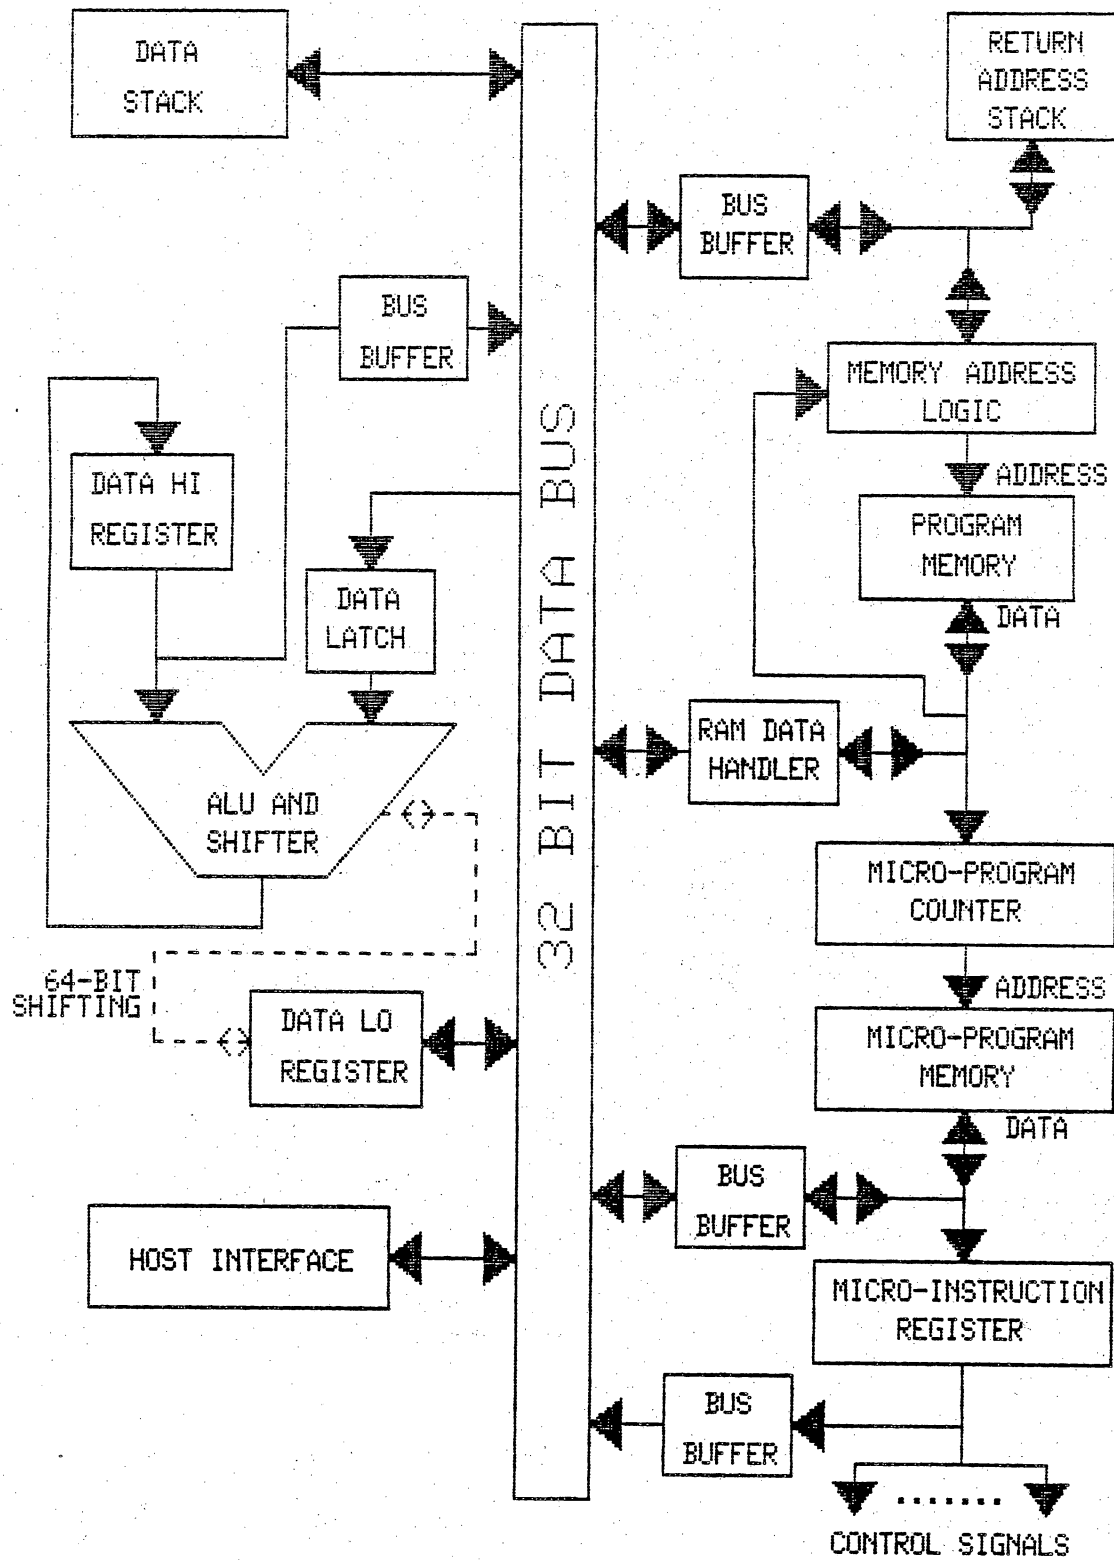 DATA
STACK
RETURN
ADDRESS
STACK
BUS
BUFFER
BUS
BUFFER
MEMORY ADDRESS
LOGIC
DATA HI
REGISTER
ADDRESS
PROGRAM
MEMORY
DATA
DATA
LATCH
32 BIT DATA BUS
RAM DATA
HANDLER
ALU AND
SHIFTER
MICRO-PROGRAM
COUNTER
64-BIT
SHIFTING
ADDRESS
DATA LO
REGISTER
MICRO-PROGRAM
MEMORY
DATA
BUS
BUFFER
HOST INTERFACE
MICRO-INSTRUCTION
REGISTER
BUS
BUFFER
.......
CONTROL SIGNALS